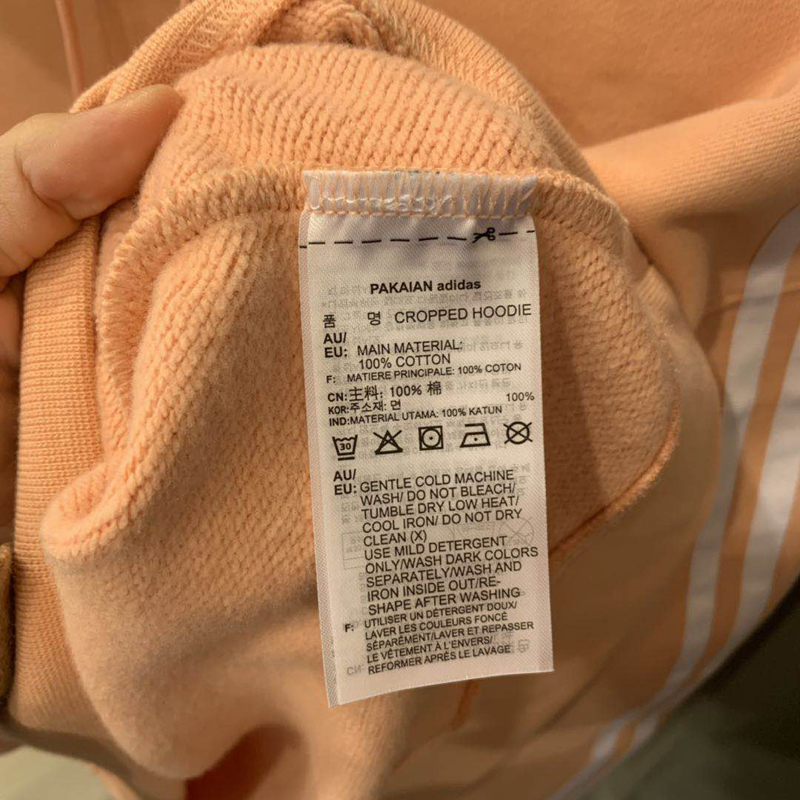 PAKAIAN adidas
품 명 CROPPED HOODIE
AU/
EU: MAIN MATERIAL:
100% COTTON
F: MATIERE PRINCIPALE: 100% COTON
CN: 主料: 100% 棉
KOR: 주소재: 면 100%
IND: MATERIAL UTAMA: 100% KATUN
30
AU/
EU: GENTLE COLD MACHINE
WASH/ DO NOT BLEACH/
TUMBLE DRY LOW HEAT/
COOL IRON/ DO NOT DRY
CLEAN (X)
USE MILD DETERGENT
ONLY/WASH DARK COLORS
SEPARATELY/WASH AND
IRON INSIDE OUT/RE-
SHAPE AFTER WASHING
F: UTILISER UN DÉTERGENT DOUX/
LAVER LES COULEURS FONCÉ
SÉPARÉMENT/LAVER ET REPASSER
LE VÊTEMENT À L'ENVERS/
REFORMER APRÈS LE LAVAGE
CN: